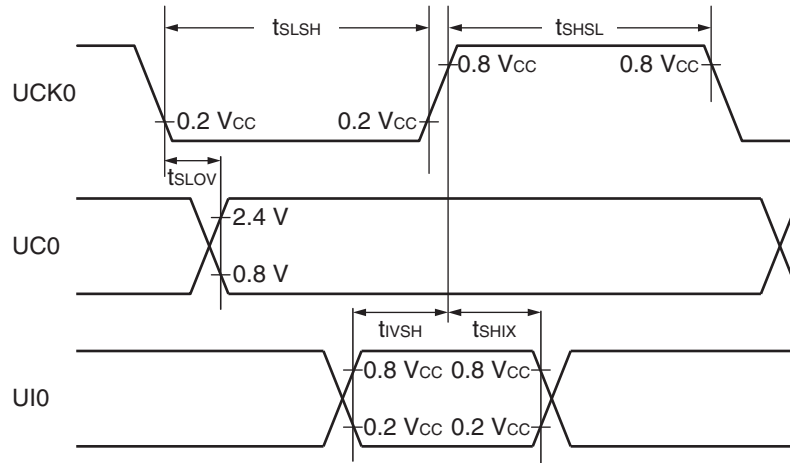 tSLSH tSHSL
UCK0 0.8 VCC 0.8 VCC
0.2 VCC 0.2 VCC
tSLOV
UC0 2.4 V
0.8 V
tIVSH tSHIX
0.8 VCC 0.8 VCC
UI0
0.2 VCC 0.2 VCC